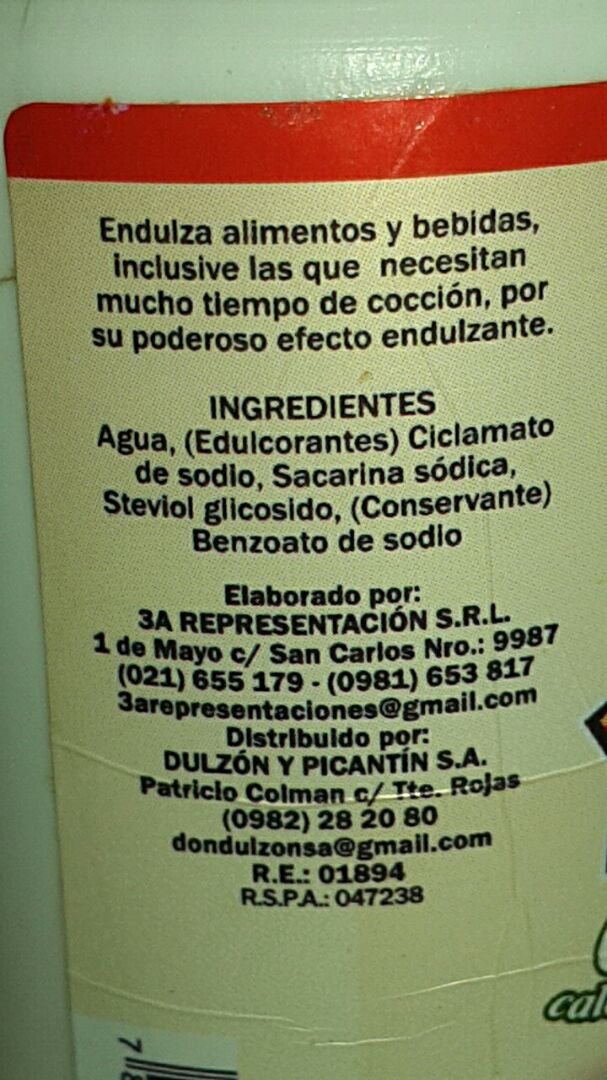 Endulza alimentos y bebidas,
inclusive las que necesitan
mucho tiempo de cocción, por
su poderoso efecto endulzante.
INGREDIENTES
Agua, (Edulcorantes) Ciclamato
de sodio, Sacarina sódica,
Steviol glicosido, (Conservante)
Benzoato de sodio
Elaborado por:
3A REPRESENTACIÓN S.R.L.
1 de Mayo c/ San Carlos Nro.: 9987
(021) 655 179 - (0981) 653 817
3arepresentaciones@gmail.com
Distribuido por:
DULZÓN Y PICANTÍN S.A.
Patricio Colman c/ Tte. Rojas
(0982) 28 20 80
dondulzonsa@gmail.com
R.E.: 01894
R.S.P.A.: 047238